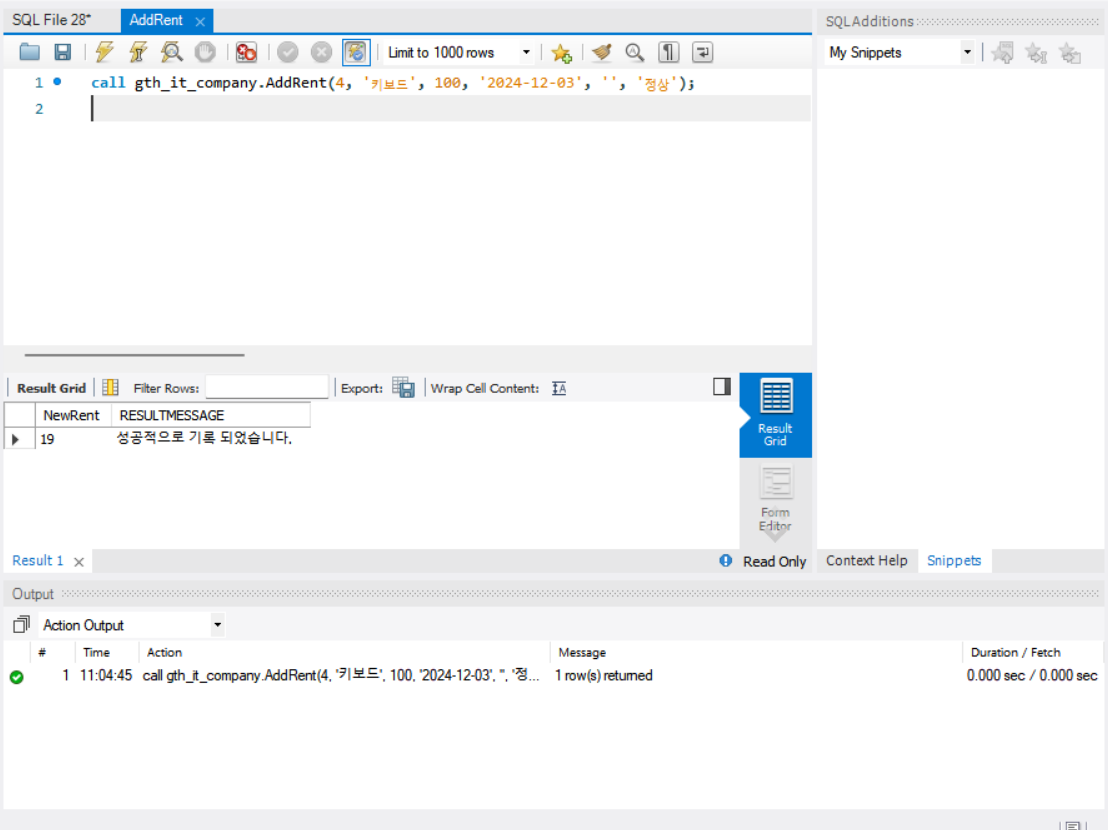 SQL File 28*
AddRent
SQLAdditions
Limit to 1000 rows
My Snippets
1 call gth_it_company.AddRent(4, '키보드', 100, '2024-12-03', '', '정상');
2
Result Grid Filter Rows: Export: Wrap Cell Content:
NewRent RESULTMESSAGE
19 성공적으로 기록 되었습니다.
Result Grid
Form Editor
Result 1
Read Only
Context Help Snippets
Output
Action Output
# Time Action Message Duration / Fetch
1 11:04:45 call gth_it_company.AddRent(4, '키보드', 100, '2024-12-03', '', '정... 1 row(s) returned 0.000 sec / 0.000 sec